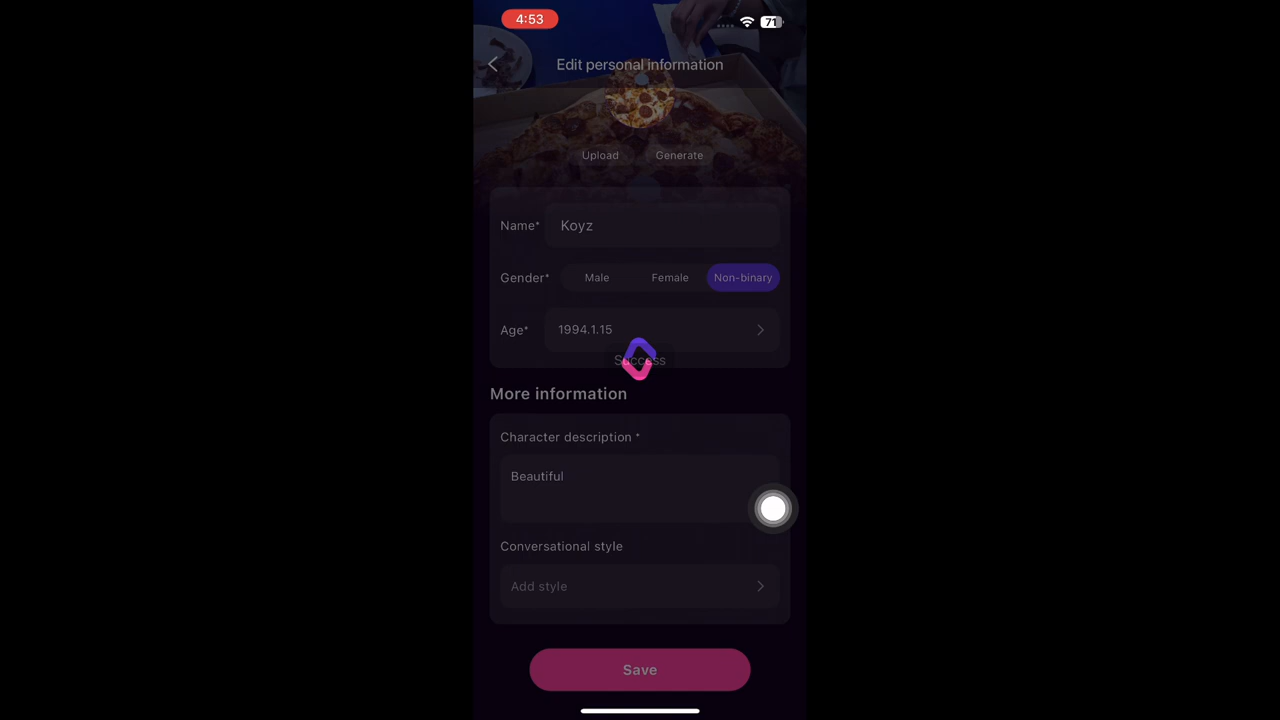 4:53
71
Edit personal information
Upload Generate
Name* Koyz
Gender* Male Female Non-binary
Age* 1994.1.15
Success
More information
Character description *
Beautiful
Conversational style
Add style
Save